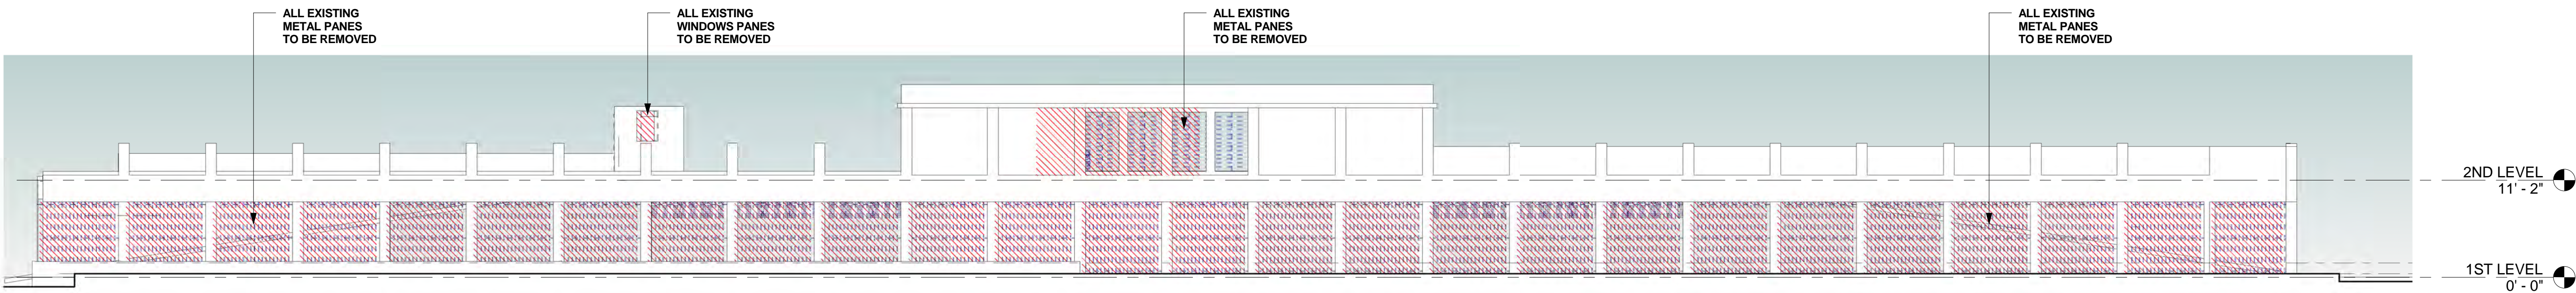 ALL EXISTING
METAL PANES
TO BE REMOVED
ALL EXISTING
WINDOWS PANES
TO BE REMOVED
ALL EXISTING
METAL PANES
TO BE REMOVED
ALL EXISTING
METAL PANES
TO BE REMOVED
2ND LEVEL
11' - 2"
1ST LEVEL
0' - 0"